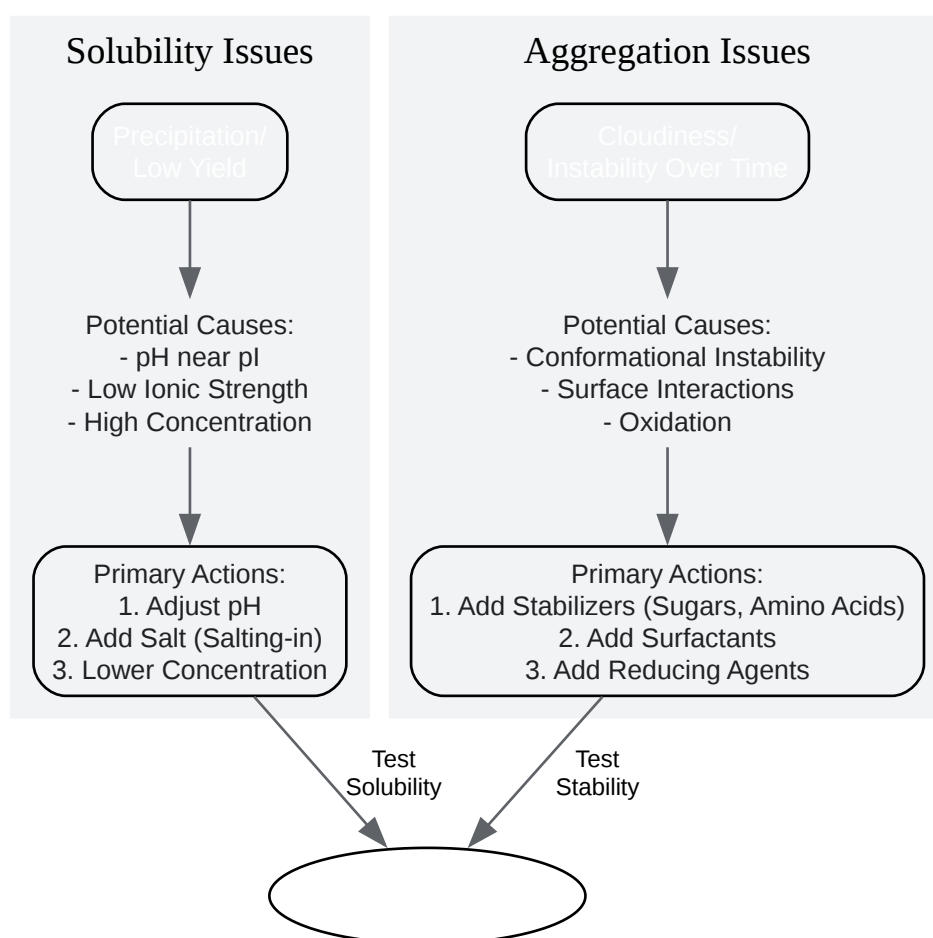 Solubility Issues
Precipitation/
Low Yield
Potential Causes:
- pH near pI
- Low Ionic Strength
- High Concentration
Primary Actions:
1. Adjust pH
2. Add Salt (Salting-in)
3. Lower Concentration
Test
Solubility
Aggregation Issues
Cloudiness/
Instability Over Time
Potential Causes:
- Conformational Instability
- Surface Interactions
- Oxidation
Primary Actions:
1. Add Stabilizers (Sugars, Amino Acids)
2. Add Surfactants
3. Add Reducing Agents
Test
Stability